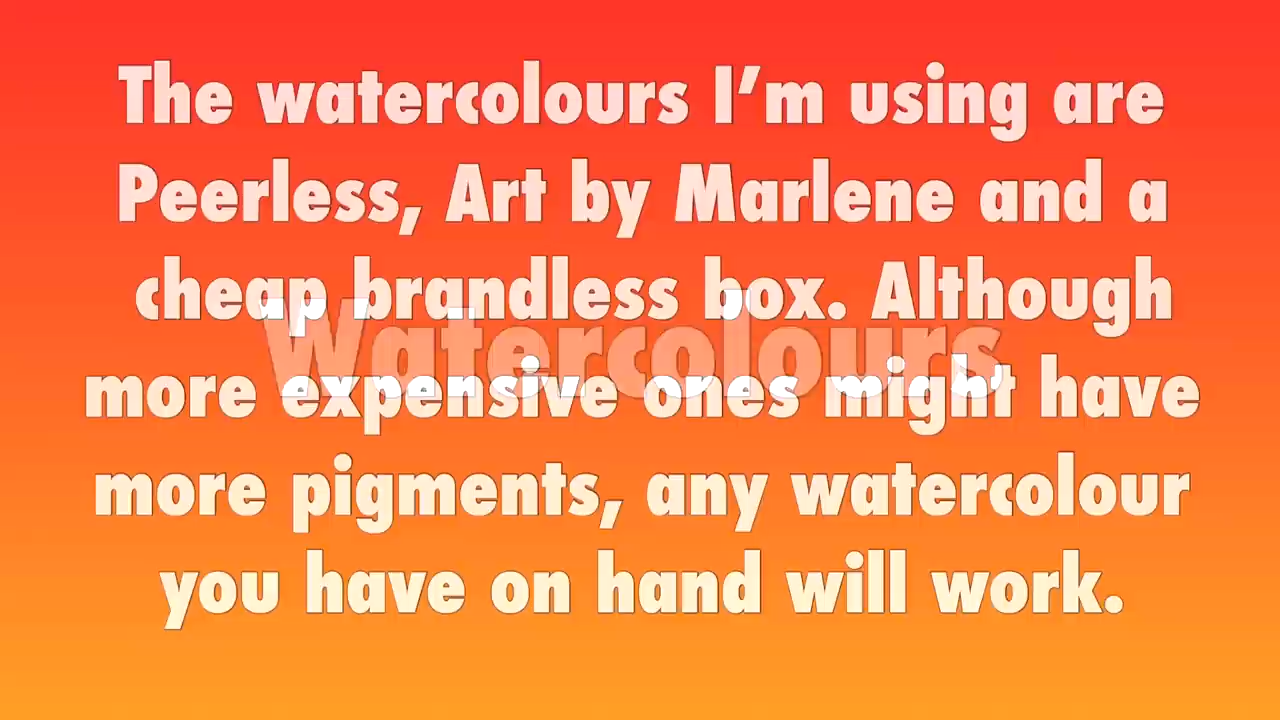 The watercolours I’m using are
Peerless, Art by Marlene and a
cheap brandless box. Although
Watercolours
more expensive ones might have
more pigments, any watercolour
you have on hand will work.